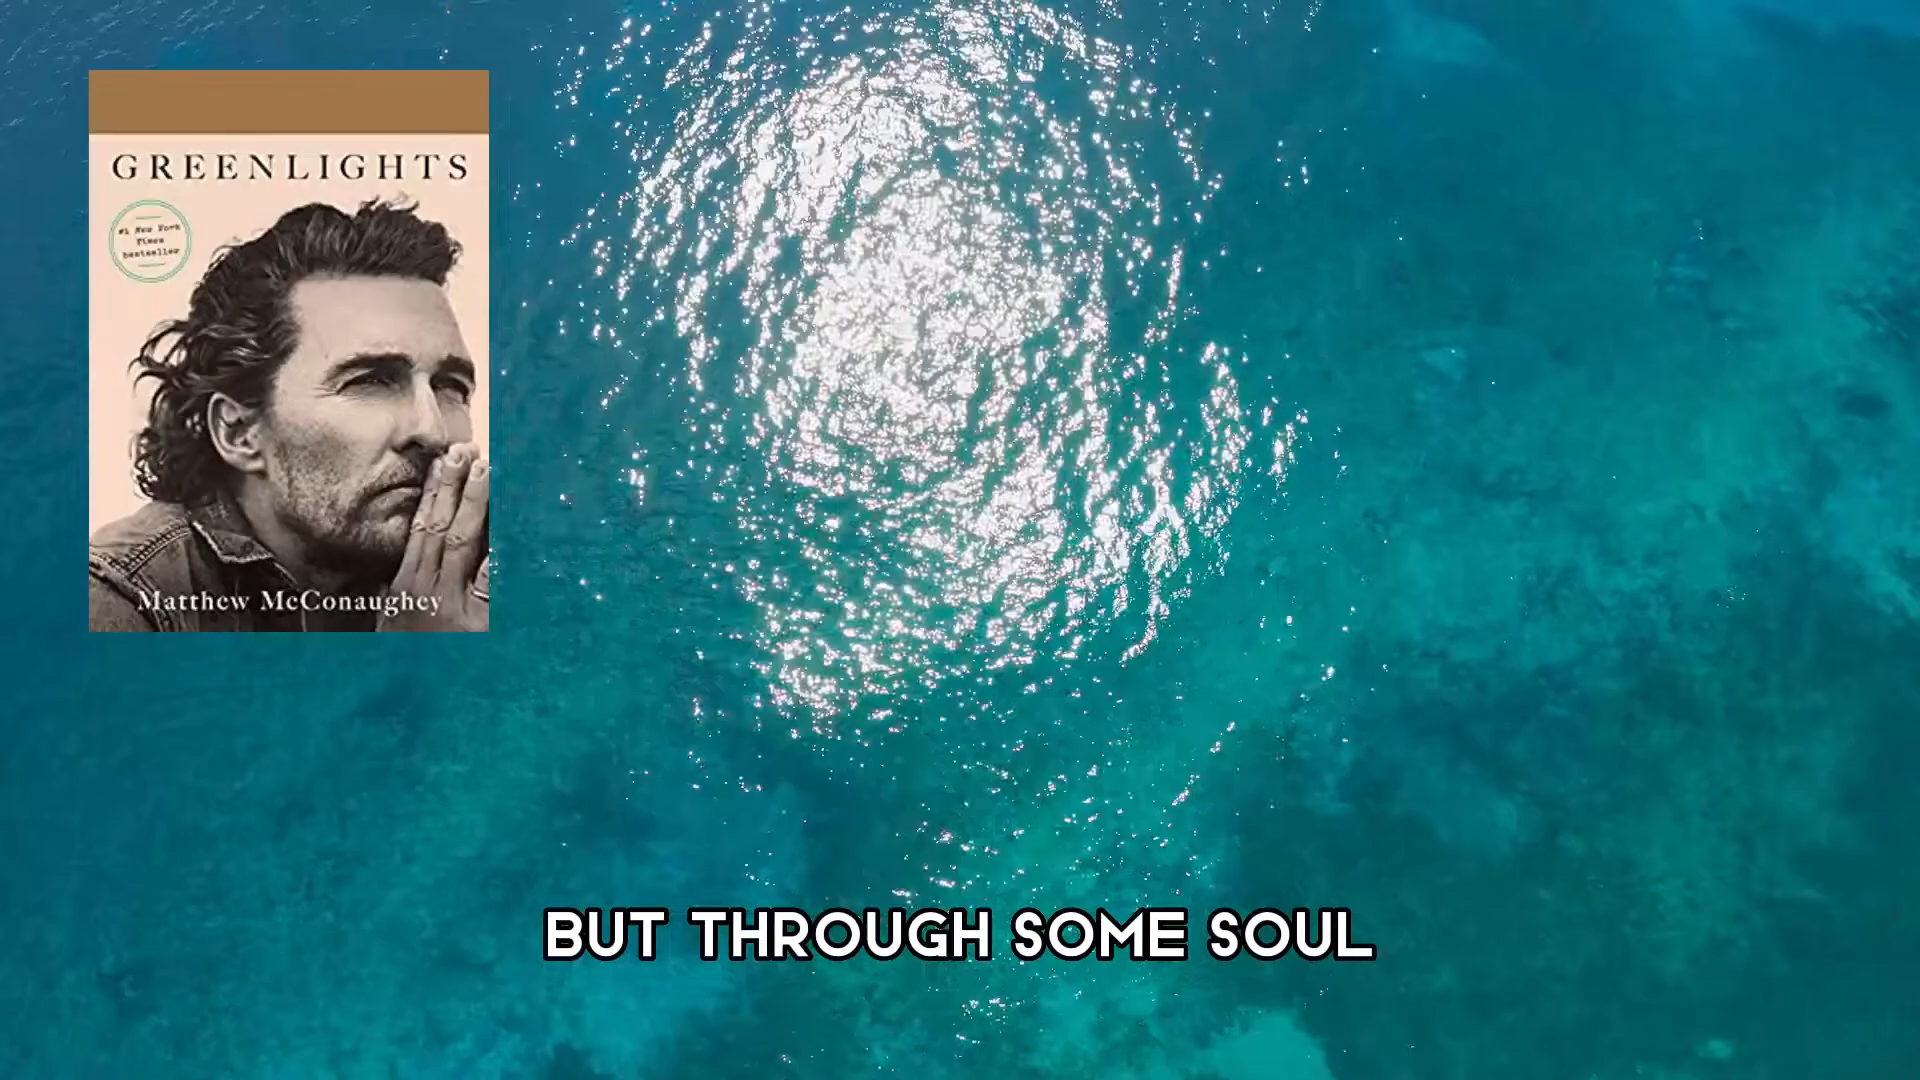 GREENLIGHTS
#1 New York
Times
bestseller
Matthew McConaughey
BUT THROUGH SOME SOUL